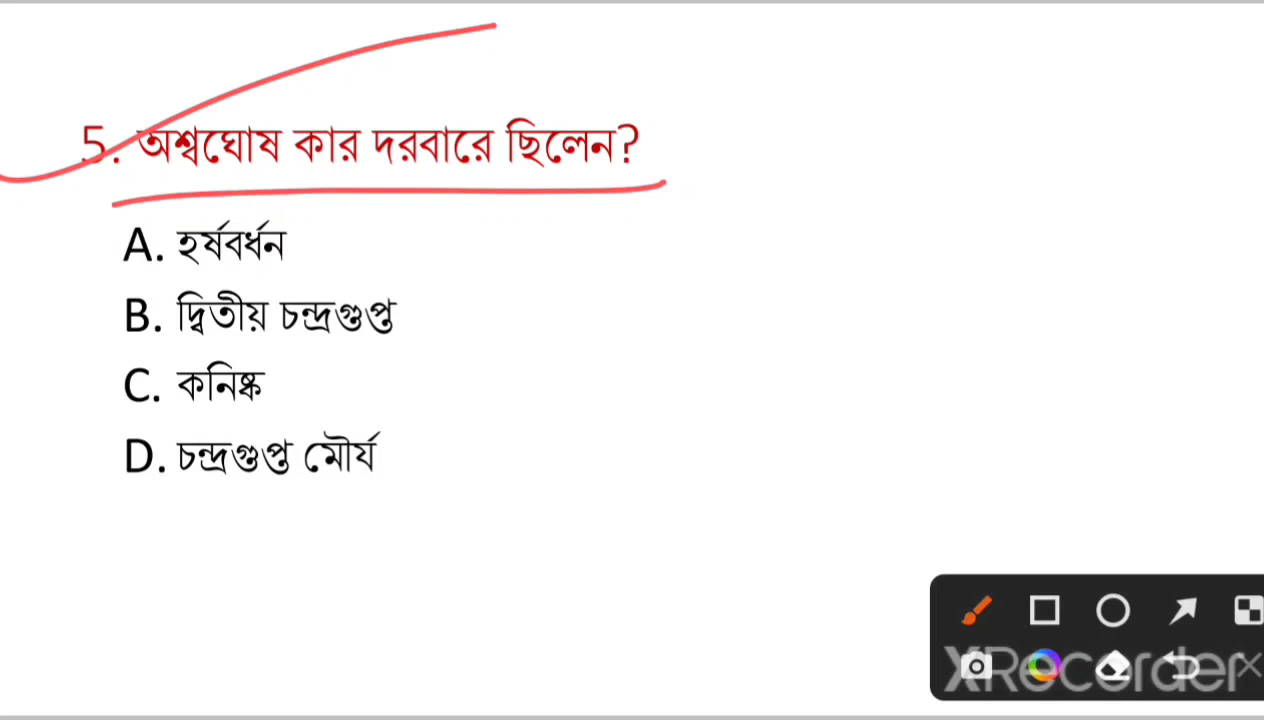 5. অশ্বঘোষ কার দরবারে ছিলেন?
A. হর্ষবর্ধন
B. দ্বিতীয় চন্দ্রগুপ্ত
C. কনিষ্ক
D. চন্দ্রগুপ্ত মৌর্য
XRecorder